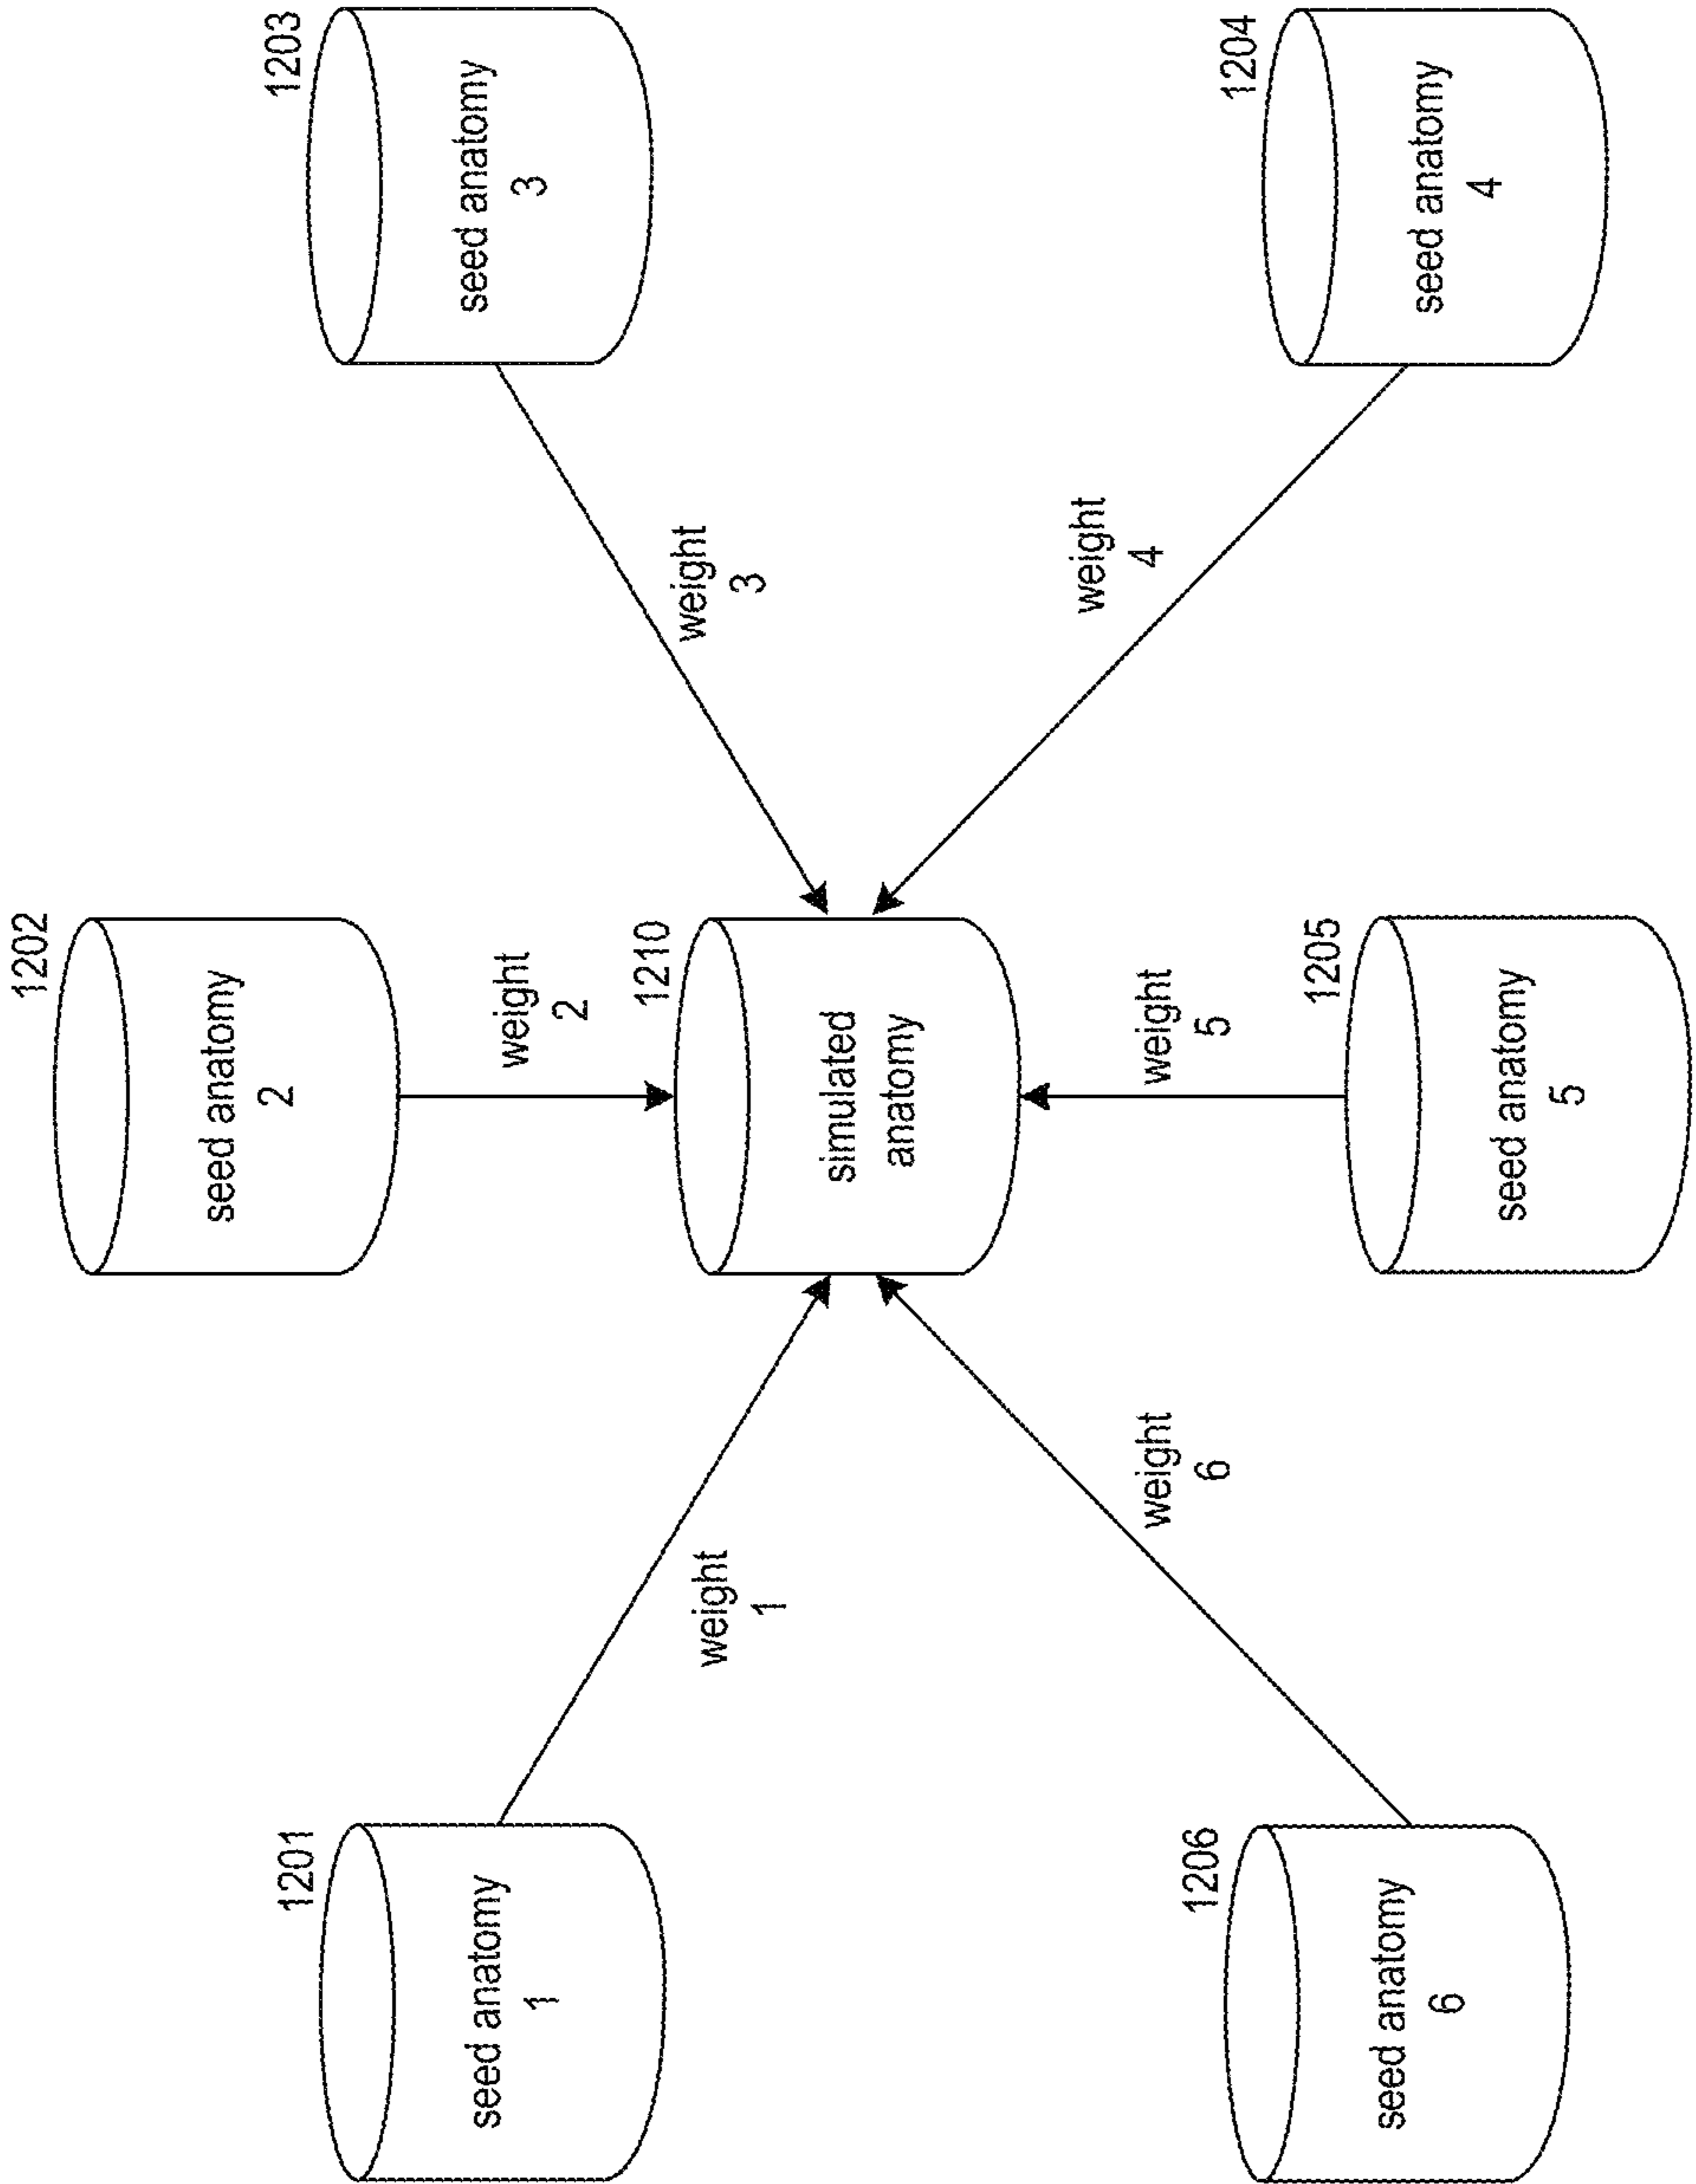 1202
seed anatomy
2
1201
seed anatomy
1
1203
seed anatomy
3
weight
1
weight
2
weight
3
1210
simulated
anatomy
weight
6
weight
5
weight
4
1206
seed anatomy
6
1205
seed anatomy
5
1204
seed anatomy
4